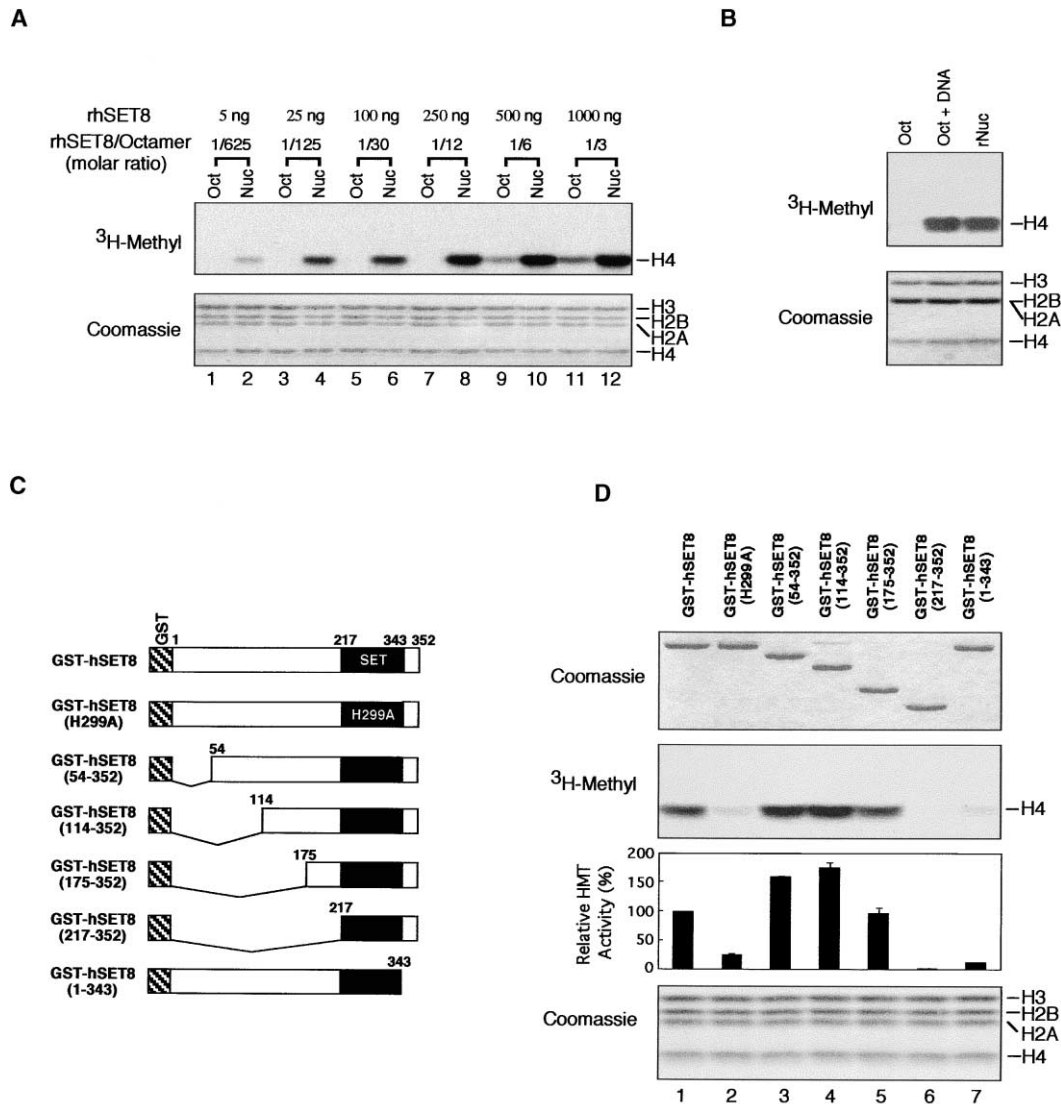 A
rhSET8 5 ng 25 ng 100 ng 250 ng 500 ng 1000 ng
rhSET8/Octamer 1/625 1/125 1/30 1/12 1/6 1/3
(molar ratio)
Oct Nuc Oct Nuc Oct Nuc Oct Nuc Oct Nuc Oct Nuc
3H-Methyl
H4
Coomassie
H3
H2B
H2A
H4
1 2 3 4 5 6 7 8 9 10 11 12
B
Oct Oct + DNA rNuc
3H-Methyl
H4
Coomassie
H3
H2B
H2A
H4
C
GST 1 217 343 352
GST-hSET8 SET
GST-hSET8
(H299A)
H299A
54
GST-hSET8
(54-352)
114
GST-hSET8
(114-352)
175
GST-hSET8
(175-352)
217
GST-hSET8
(217-352)
343
GST-hSET8
(1-343)
D
GST-hSET8
GST-hSET8
(H299A)
GST-hSET8
(54-352)
GST-hSET8
(114-352)
GST-hSET8
(175-352)
GST-hSET8
(217-352)
GST-hSET8
(1-343)
Coomassie
3H-Methyl
H4
Relative HMT
Activity (%)
200
150
100
50
0
Coomassie
H3
H2B
H2A
H4
1 2 3 4 5 6 7